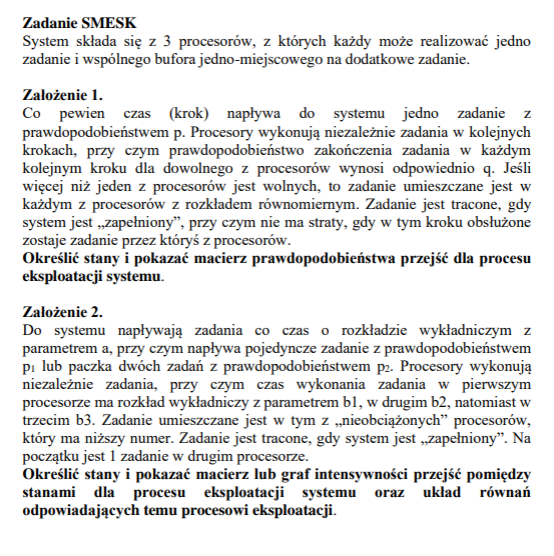 Zadanie SMESK
System składa się z 3 procesorów, z których każdy może realizować jedno
zadanie i wspólnego bufora jedno-miejscowego na dodatkowe zadanie.
Założenie 1.
Co pewien czas (krok) napływa do systemu jedno zadanie z
prawdopodobieństwem p. Procesory wykonują niezależnie zadania w kolejnych
krokach, przy czym prawdopodobieństwo zakończenia zadania w każdym
kolejnym kroku dla dowolnego z procesorów wynosi odpowiednio q. Jeśli
więcej niż jeden z procesorów jest wolnych, to zadanie umieszczane jest w
każdym z procesorów z rozkładem równomiernym. Zadanie jest tracone, gdy
system jest „zapełniony”, przy czym nie ma straty, gdy w tym kroku obsłużone
zostaje zadanie przez któryś z procesorów.
Określić stany i pokazać macierz prawdopodobieństwa przejść dla procesu
eksploatacji systemu.
Założenie 2.
Do systemu napływają zadania co czas o rozkładzie wykładniczym z
parametrem a, przy czym napływa pojedyncze zadanie z prawdopodobieństwem
p₁ lub paczka dwóch zadań z prawdopodobieństwem p₂. Procesory wykonują
niezależnie zadania, przy czym czas wykonania zadania w pierwszym
procesorze ma rozkład wykładniczy z parametrem b1, w drugim b2, natomiast w
trzecim b3. Zadanie umieszczane jest w tym z „nieobciążonych” procesorów,
który ma niższy numer. Zadanie jest tracone, gdy system jest „zapełniony”. Na
początku jest 1 zadanie w drugim procesorze.
Określić stany i pokazać macierz lub graf intensywności przejść pomiędzy
stanami dla procesu eksploatacji systemu oraz układ równań
odpowiadających temu procesowi eksploatacji.